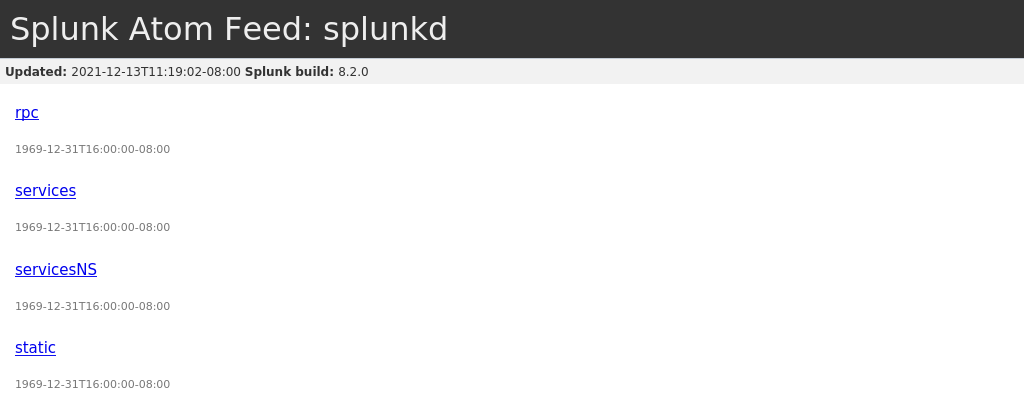 Splunk Atom Feed: splunkd
Updated: 2021-12-13T11:19:02-08:00 Splunk build: 8.2.0
rpc
1969-12-31T16:00:00-08:00
services
1969-12-31T16:00:00-08:00
servicesNS
1969-12-31T16:00:00-08:00
static
1969-12-31T16:00:00-08:00